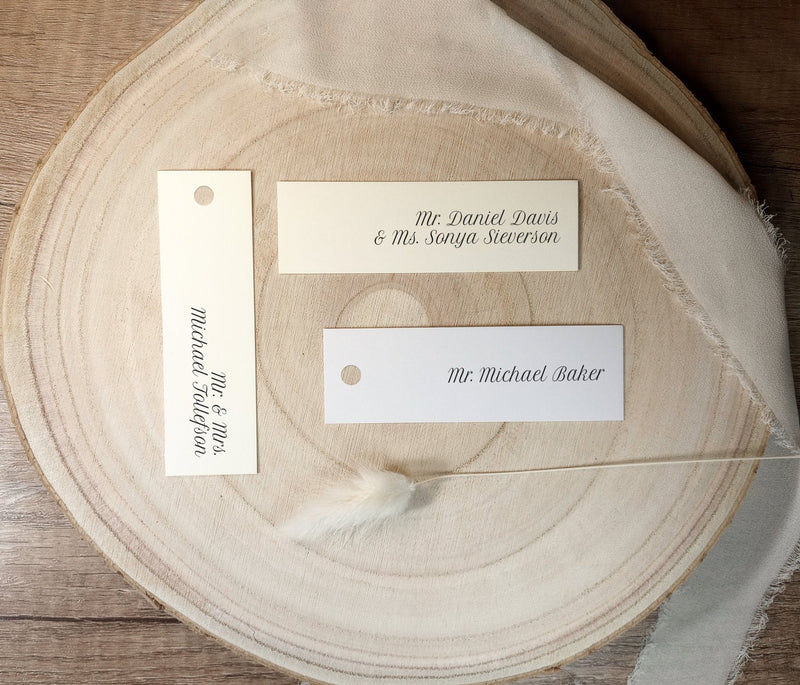 Mr. Daniel Davis
& Ms. Sonya Sieverson
Mr. & Mrs.
Michael Tollefson
Mr. Michael Baker